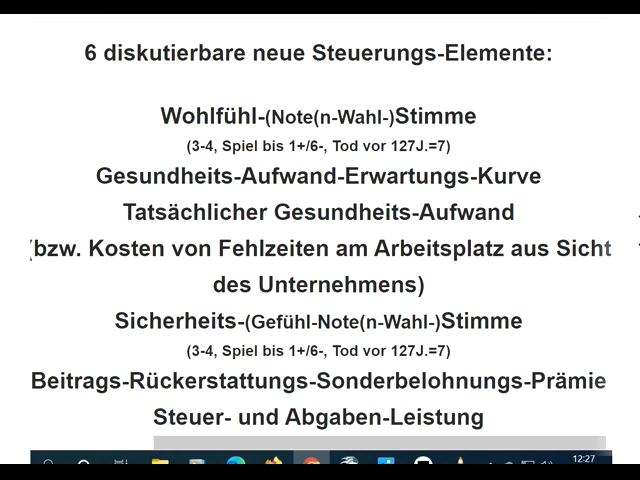 6 diskutierbare neue Steuerungs-Elemente:
Wohlfühl-(Note(n-Wahl-)Stimme
(3-4, Spiel bis 1+/6-, Tod vor 127J.=7)
Gesundheits-Aufwand-Erwartungs-Kurve
Tatsächlicher Gesundheits-Aufwand
(bzw. Kosten von Fehlzeiten am Arbeitsplatz aus Sicht
des Unternehmens)
Sicherheits-(Gefühl-Note(n-Wahl-)Stimme
(3-4, Spiel bis 1+/6-, Tod vor 127J.=7)
Beitrags-Rückerstattungs-Sonderbelohnungs-Prämie
Steuer- und Abgaben-Leistung
12:27